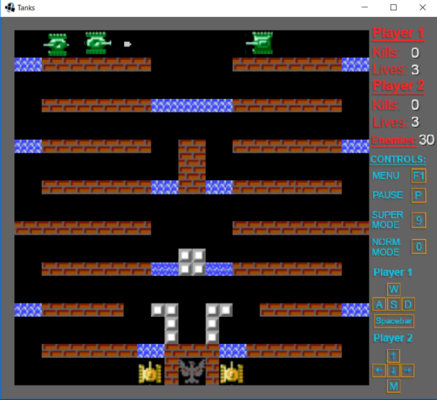 Tanks
Player 1
Kills: 0
Lives: 3
Player 2
Kills: 0
Lives: 3
Enemies: 30
CONTROLS:
MENU F1
PAUSE P
SUPER MODE 9
NORM MODE 0
Player 1
W
A S D
Spacebar
Player 2
↑
← ↓ →
M